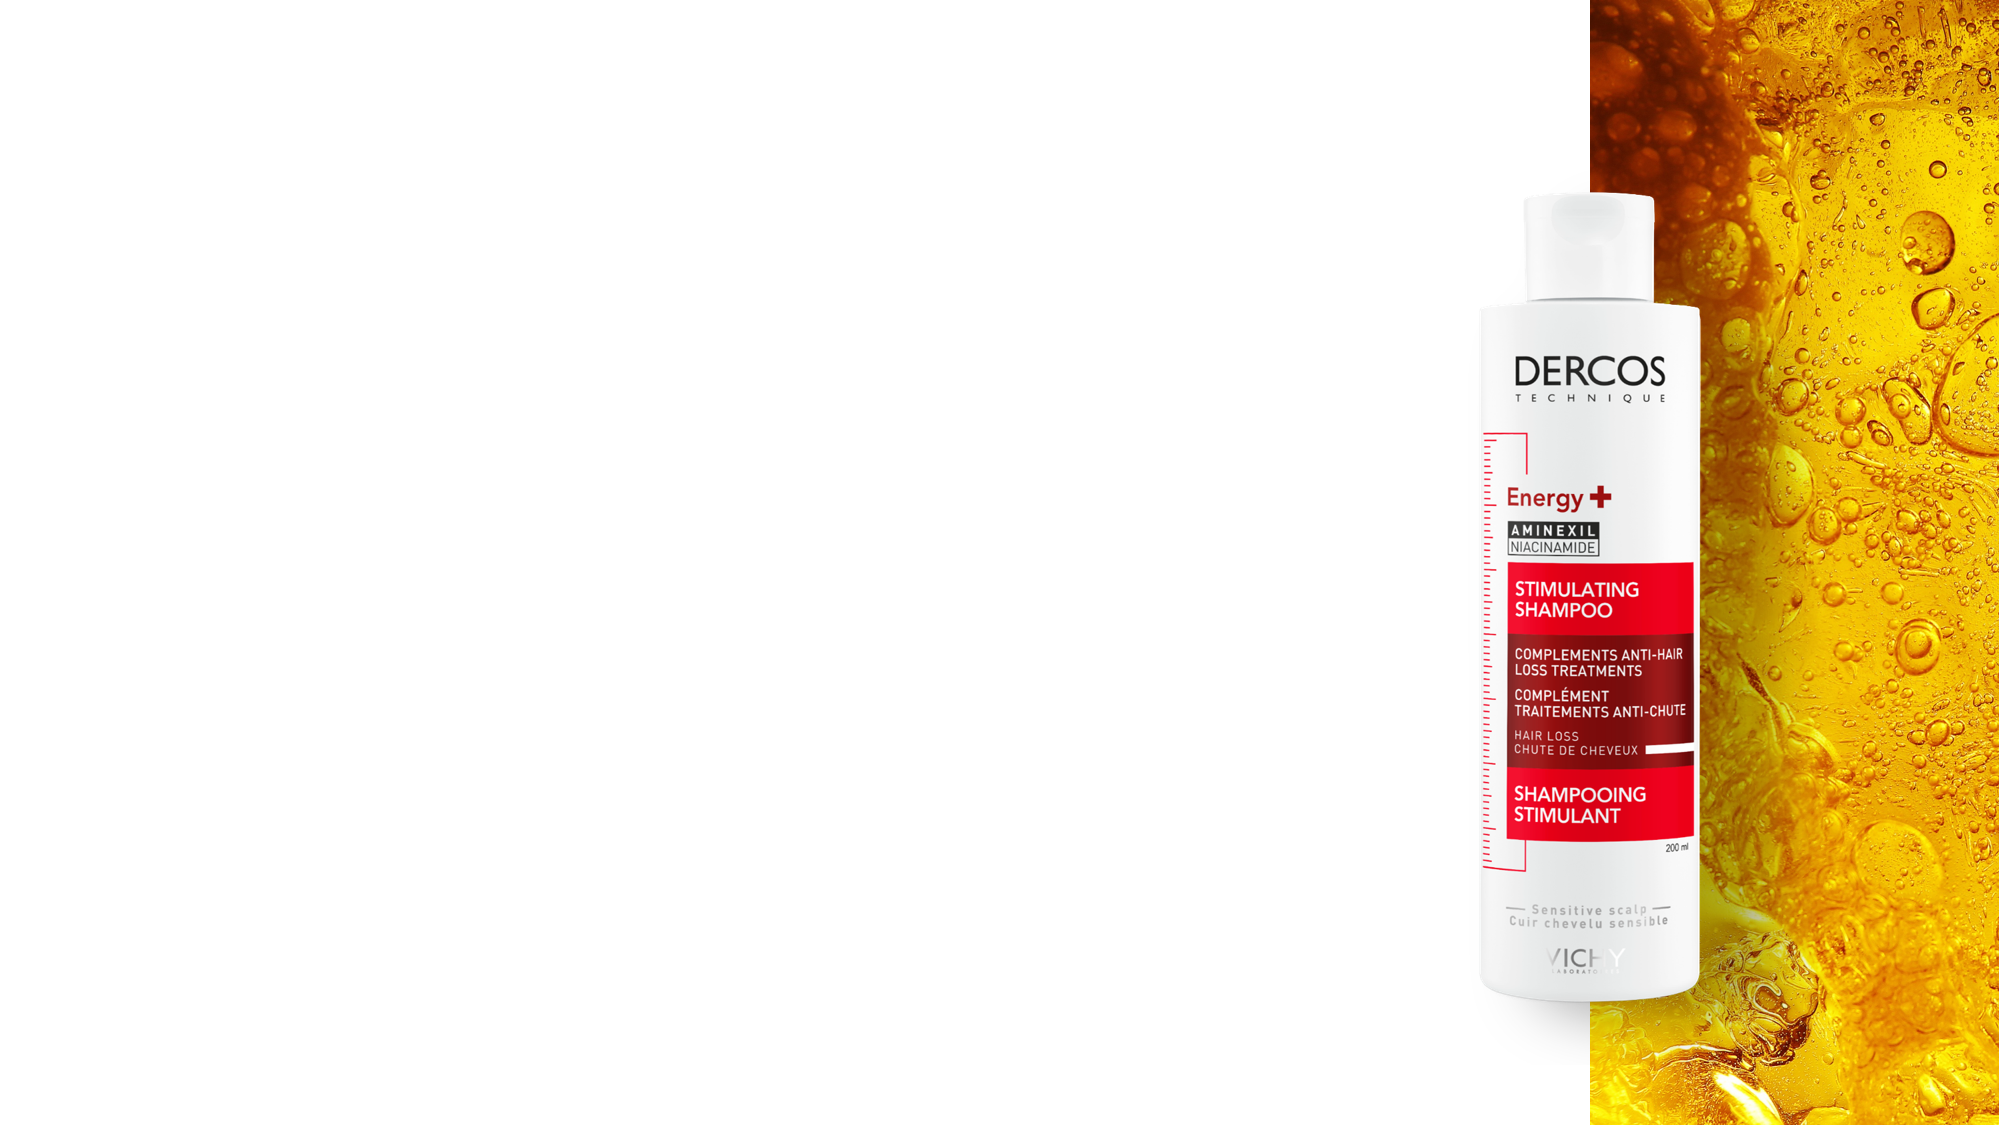 DERCOS
TECHNIQUE
Energy +
AMINEXIL
NIACINAMIDE
STIMULATING
SHAMPOO
COMPLEMENTS ANTI-HAIR
LOSS TREATMENTS
COMPLÉMENT
TRAITEMENTS ANTI-CHUTE
HAIR LOSS
CHUTE DE CHEVEUX
SHAMPOOING
STIMULANT
200 ml
Sensitive scalp
Cuir chevelu sensible
VICHY